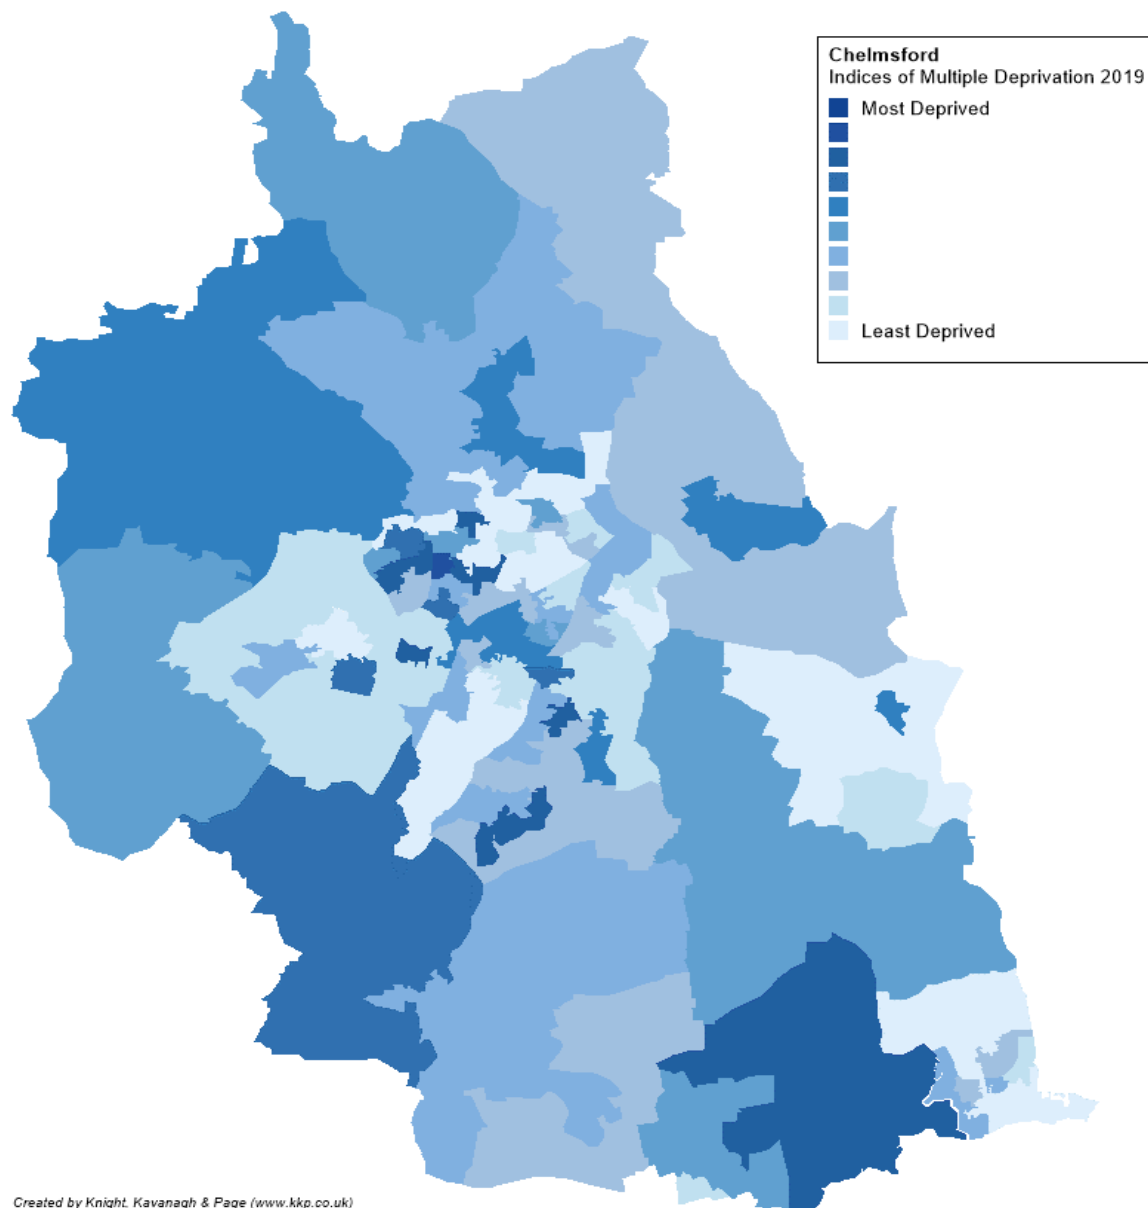 Chelmsford
Indices of Multiple Deprivation 2019
Most Deprived
Least Deprived
Created by Knight, Kavanagh & Page (www.kkp.co.uk)